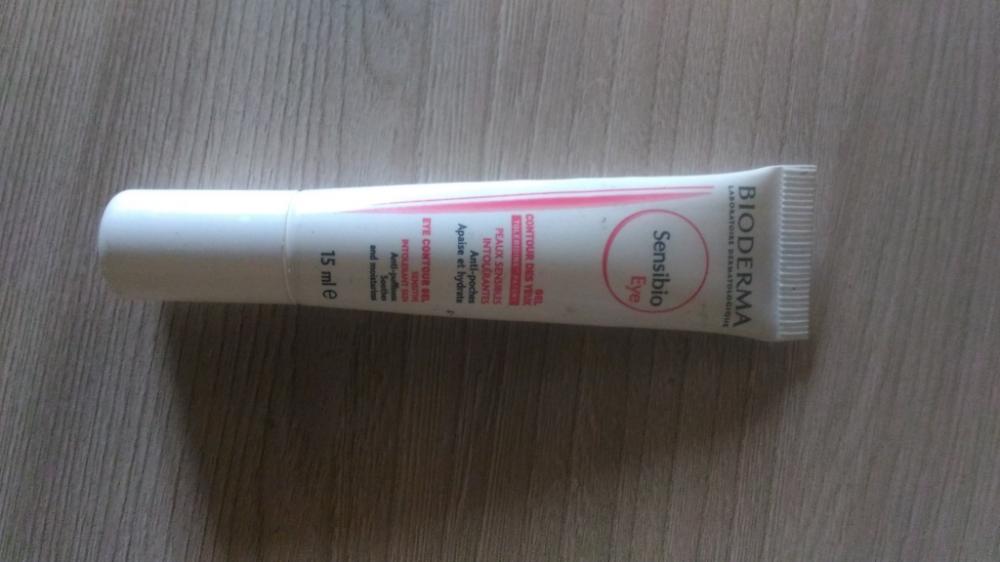 BIODERMA
LABORATOIRE DERMATOLOGIQUE
Sensibio
Eye
GEL
CONTOUR DES YEUX
PEAUX SENSIBLES
INTOLÉRANTES
Anti-poches
Apaise et hydrate
EYE CONTOUR GEL
SENSITIVE
INTOLERANT SKIN
Anti-puffiness
Soothes
and moisturises
15 ml e